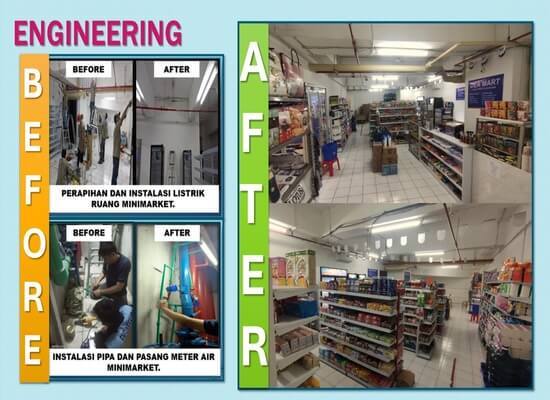 ENGINEERING
BEFORE
BEFORE
AFTER
PERAPIHAN DAN INSTALASI LISTRIK
RUANG MINIMARKET.
BEFORE
AFTER
INSTALASI PIPA DAN PASANG METER AIR
MINIMARKET.
AFTER
MART